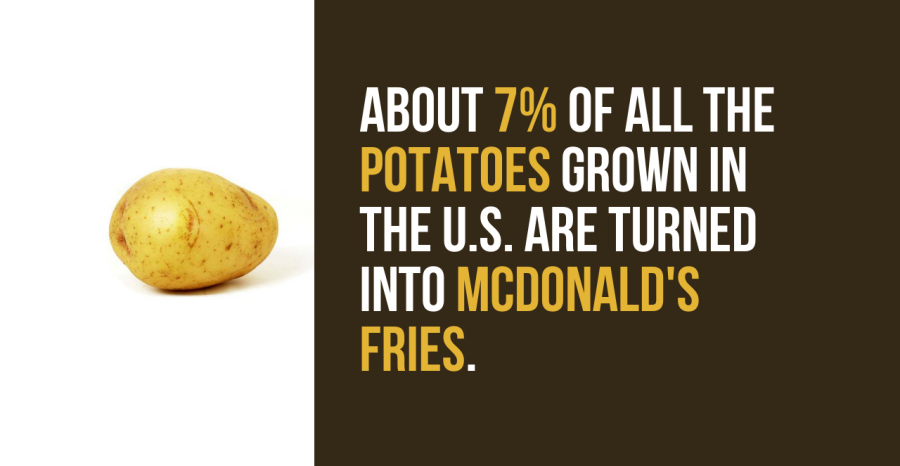 ABOUT 7% OF ALL THE
POTATOES GROWN IN
THE U.S. ARE TURNED
INTO MCDONALD'S
FRIES.